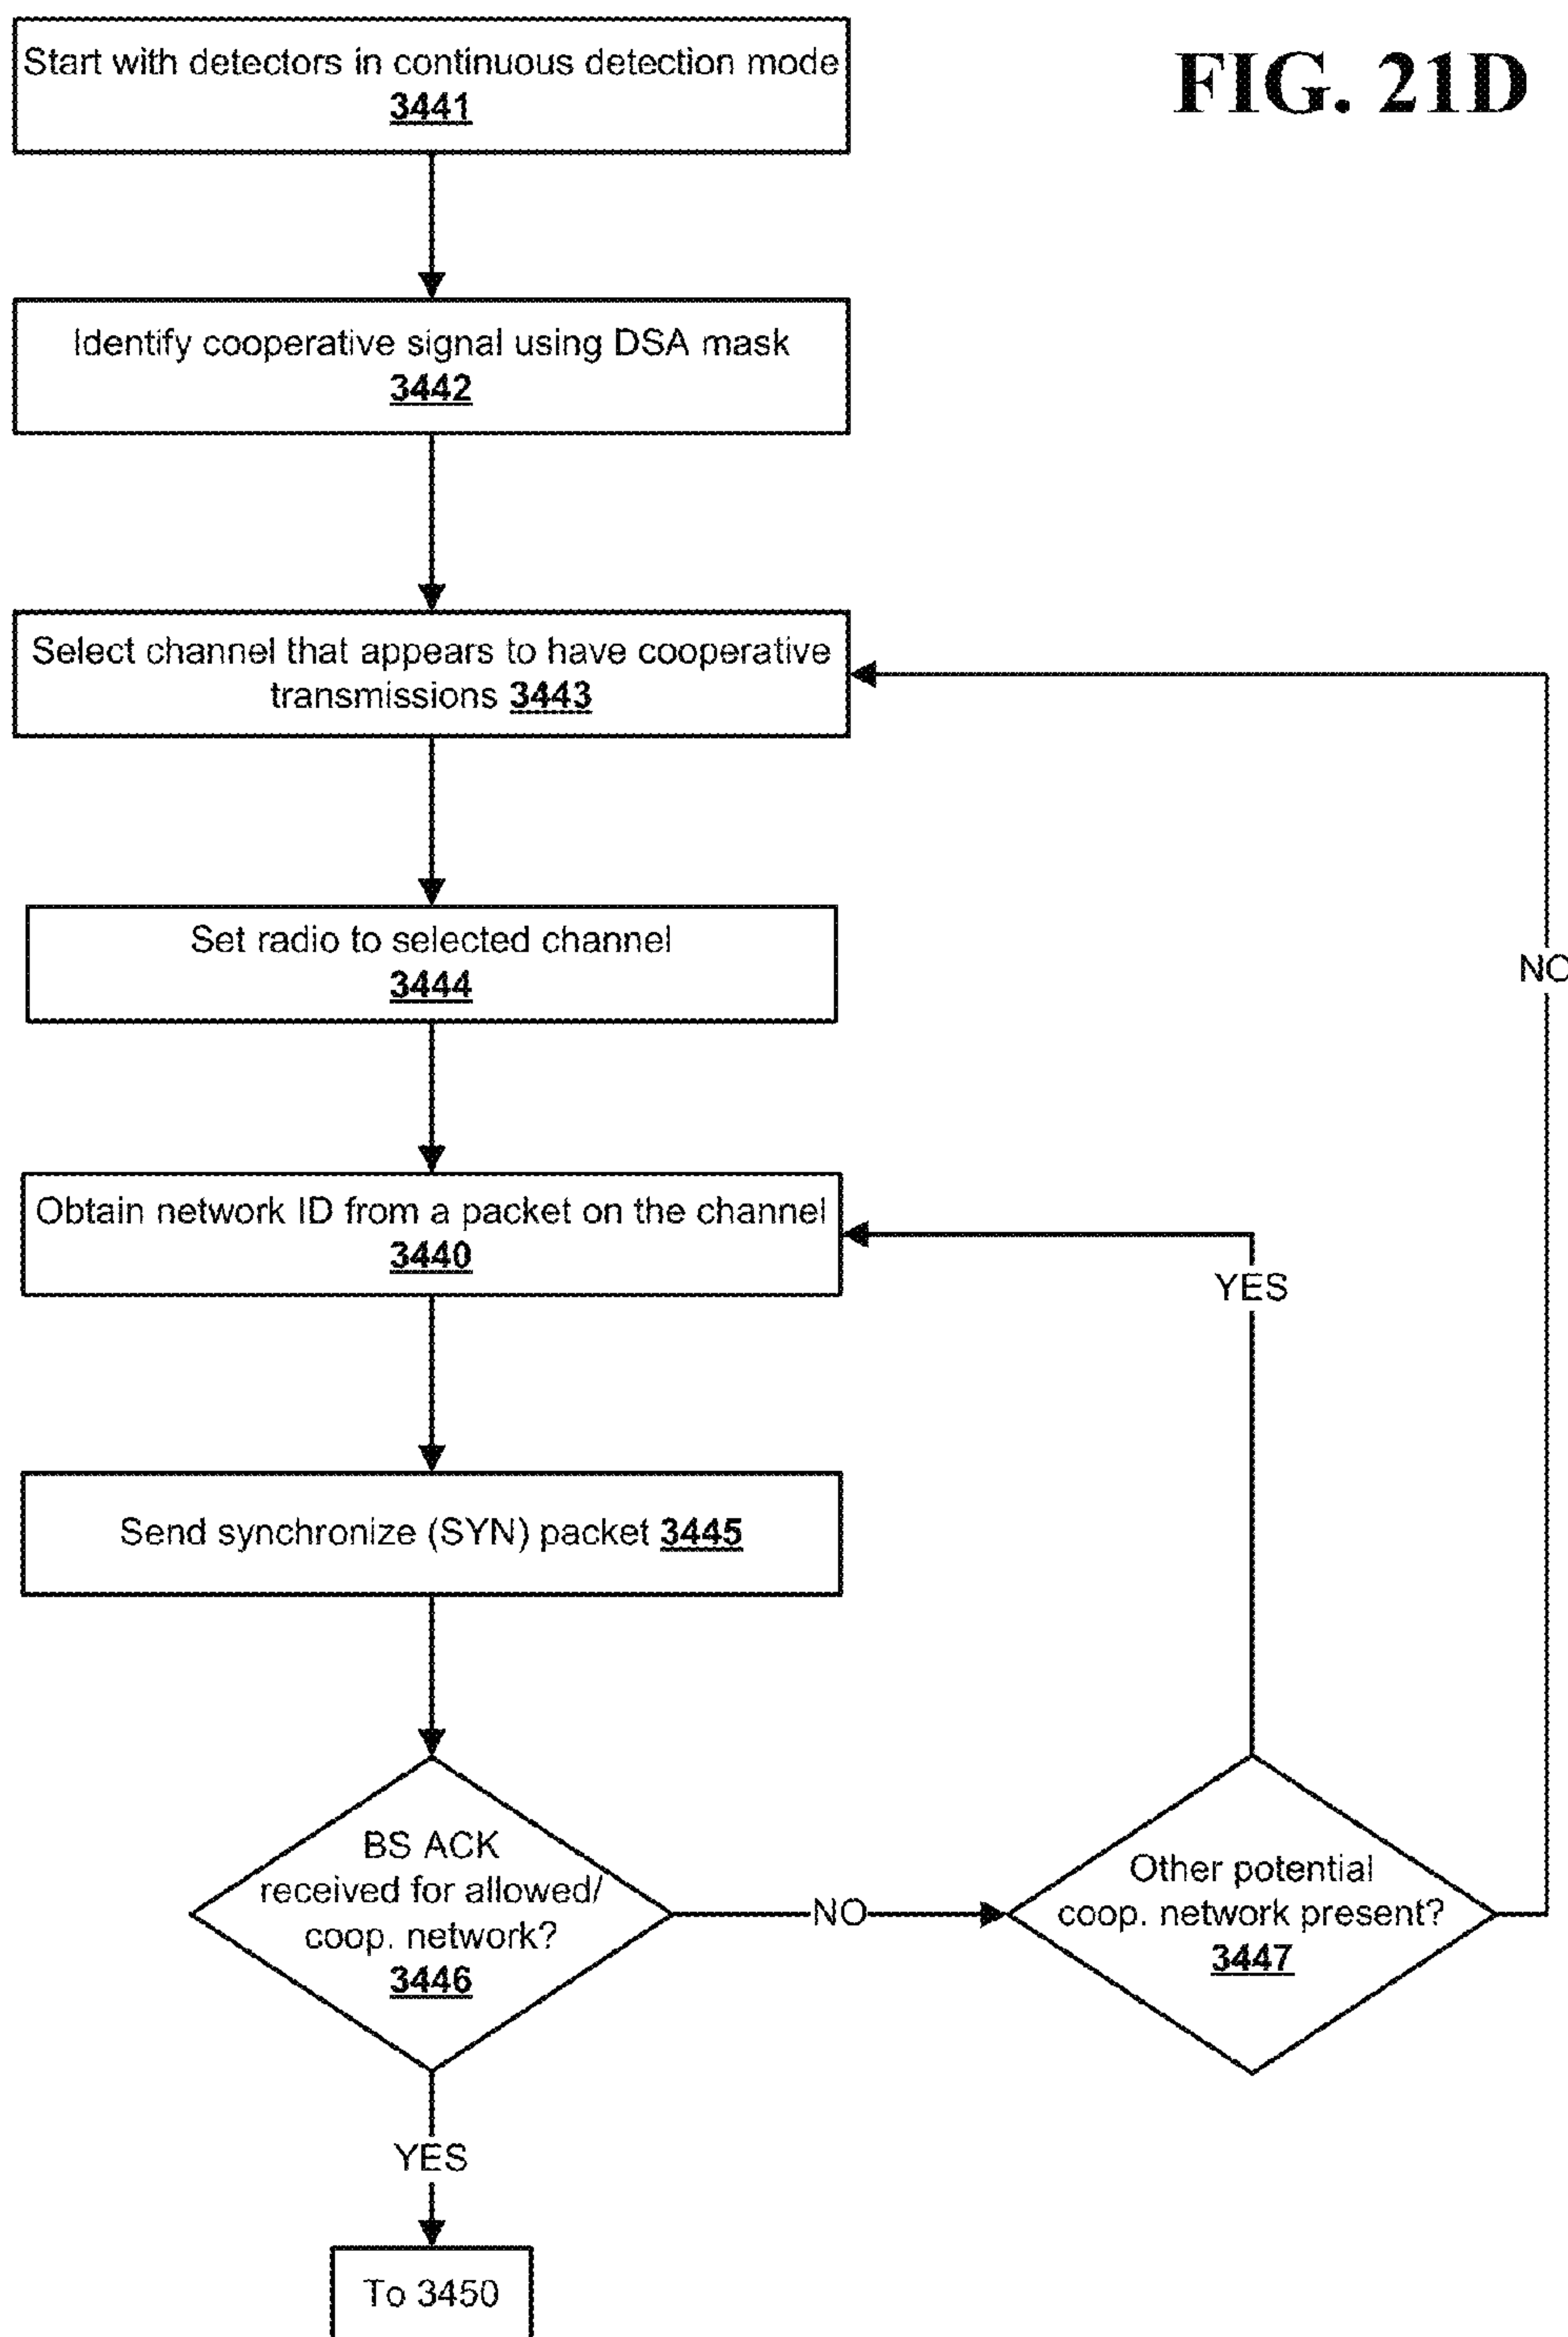 FIG. 21D
Start with detectors in continuous detection mode
3441
Identify cooperative signal using DSA mask
3442
Select channel that appears to have cooperative
transmissions 3443
Set radio to selected channel
3444
NO
Obtain network ID from a packet on the channel
3440
YES
Send synchronize (SYN) packet 3445
BS ACK
received for allowed/
coop. network?
3446
NO
Other potential
coop. network present?
3447
YES
To 3450